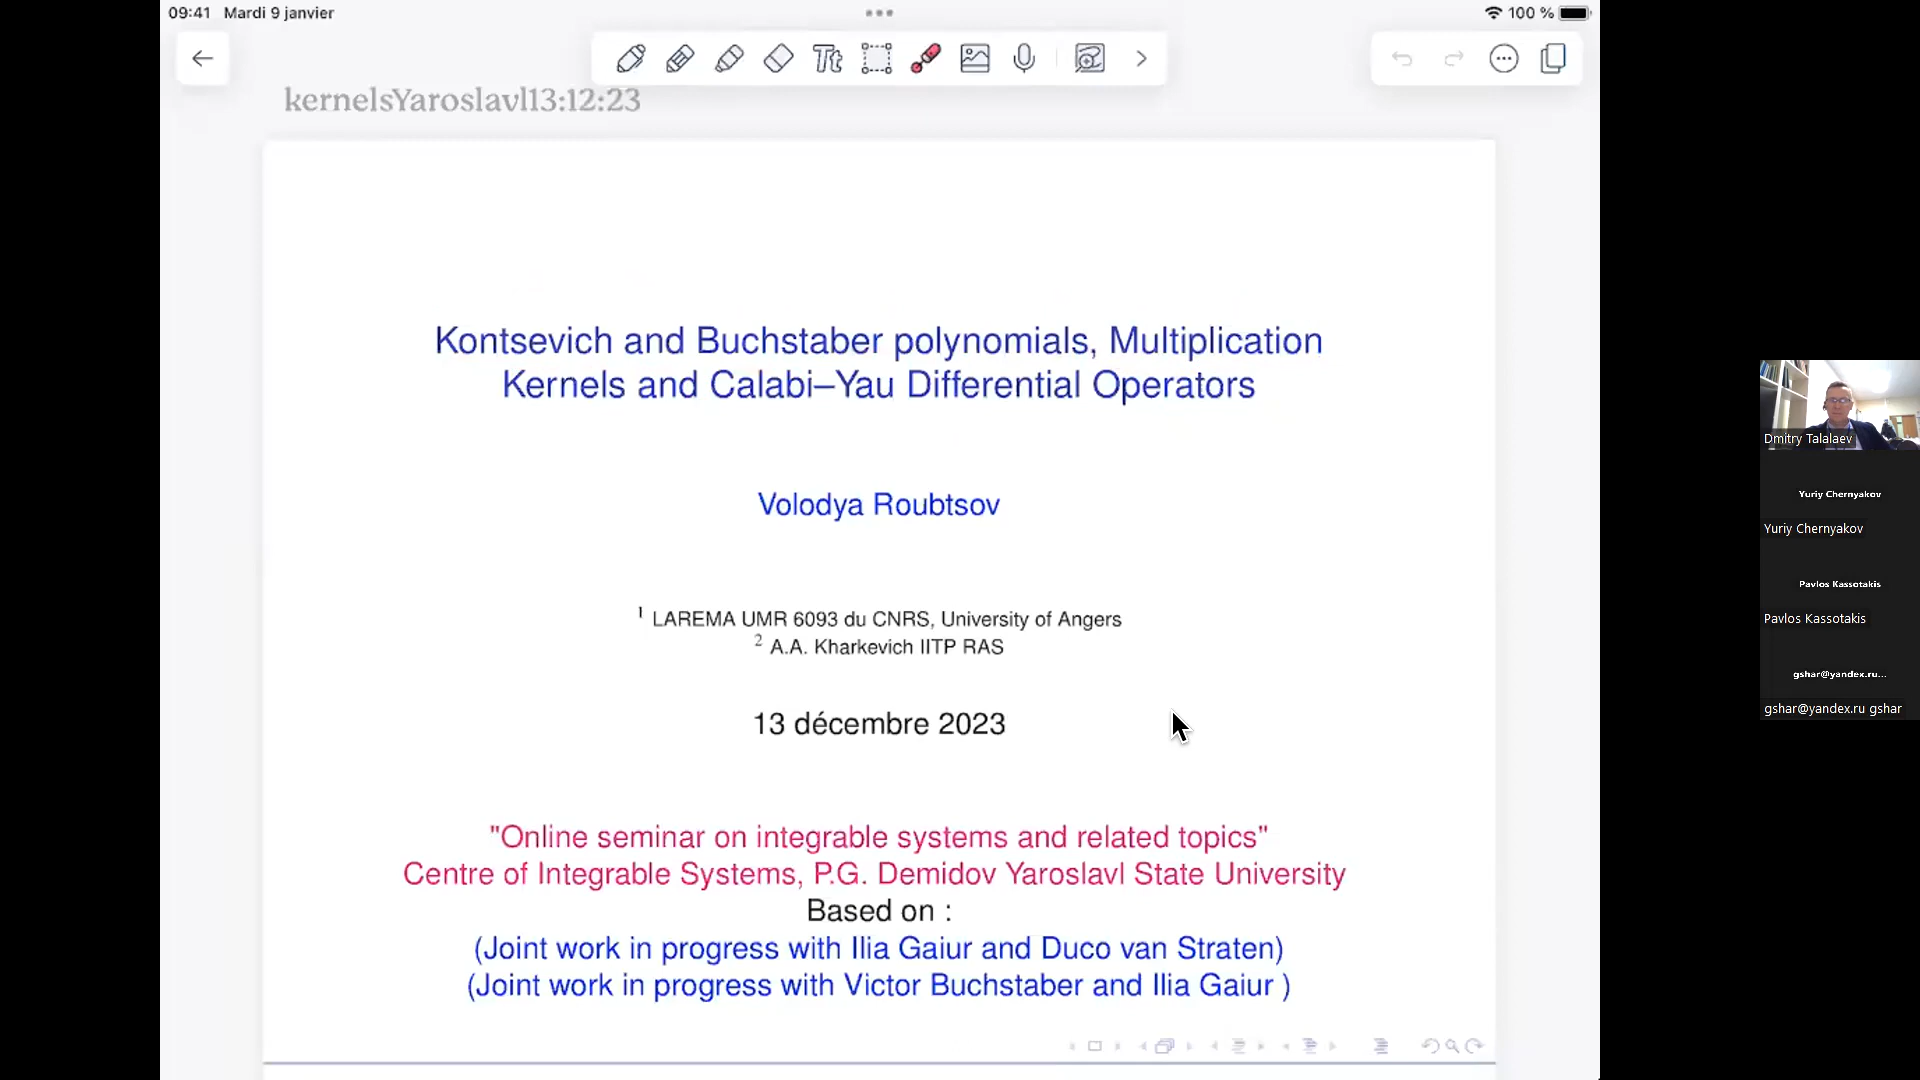 09:41 Mardi 9 janvier
100 %
Tt
kernelsYaroslavl13:12:23
Kontsevich and Buchstaber polynomials, Multiplication
Kernels and Calabi–Yau Differential Operators
Volodya Roubtsov
1 LAREMA UMR 6093 du CNRS, University of Angers
2 A.A. Kharkevich IITP RAS
13 décembre 2023
"Online seminar on integrable systems and related topics"
Centre of Integrable Systems, P.G. Demidov Yaroslavl State University
Based on :
(Joint work in progress with Ilia Gaiur and Duco van Straten)
(Joint work in progress with Victor Buchstaber and Ilia Gaiur )
Dmitry Talalaev
Yuriy Chernyakov
Yuriy Chernyakov
Pavlos Kassotakis
Pavlos Kassotakis
gshar@yandex.ru...
gshar@yandex.ru gshar